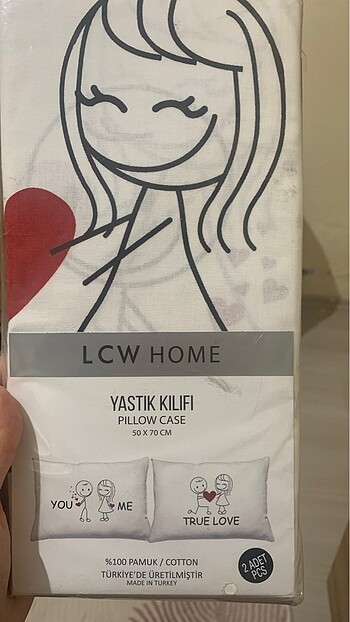 LCW HOME
YASTIK KILIFI
PILLOW CASE
50 X 70 CM
YOU ME
TRUE LOVE
%100 PAMUK / COTTON
TÜRKİYE'DE ÜRETİLMİŞTİR
MADE IN TURKEY
2 ADET
PCS